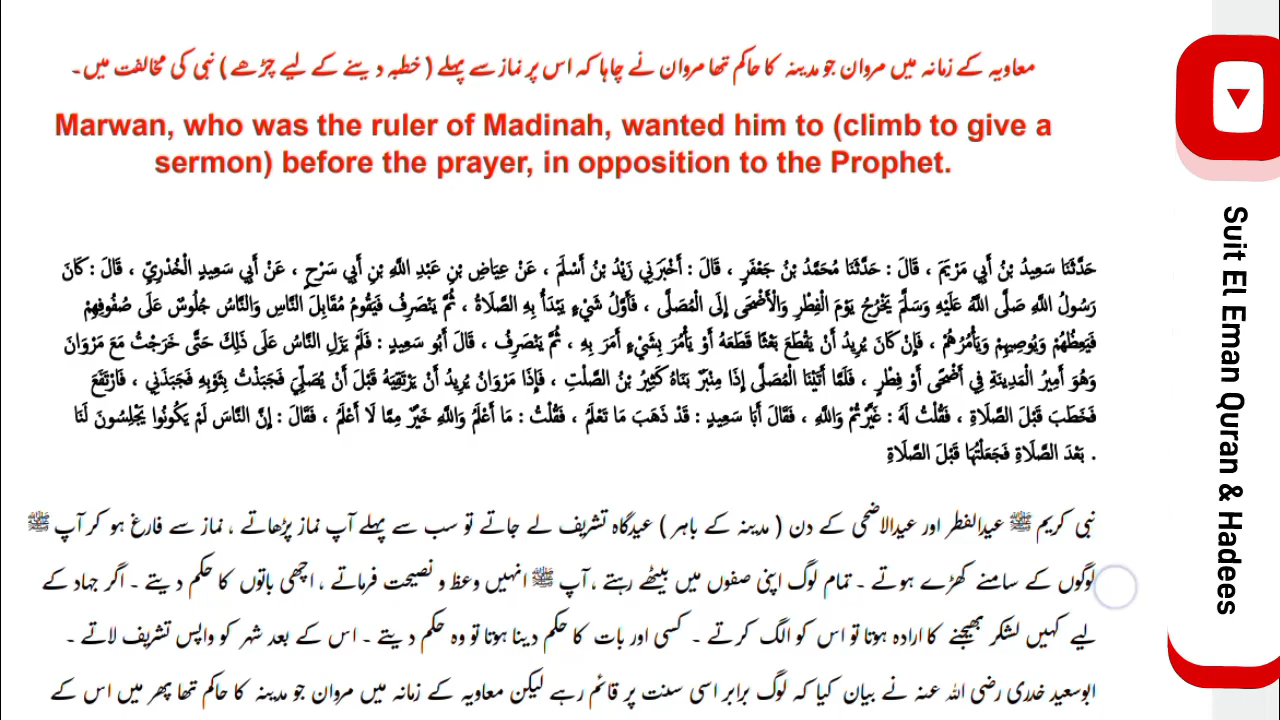 معاویہ کے زمانہ میں مروان جو مدینہ کا حاکم تھا مروان نے چاہا کہ اس پر نماز سے پہلے ( خطبہ دینے کے لیے چڑھے ) نبی کی مخالفت میں۔
Marwan, who was the ruler of Madinah, wanted him to (climb to give a
sermon) before the prayer, in opposition to the Prophet.
حَدَّثَنَا سَعِيدُ بْنُ أَبِي مَرْيَمَ ، قَالَ : حَدَّثَنَا مُحَمَّدُ بْنُ جَعْفَرٍ ، قَالَ : أَخْبَرَنِي زَيْدُ بْنُ أَسْلَمَ ، عَنْ عِيَاضِ بْنِ عَبْدِ اللَّهِ بْنِ أَبِي سَرْحٍ ، عَنْ أَبِي سَعِيدٍ الْخُدْرِيِّ ، قَالَ : كَانَ
رَسُولُ اللَّهِ صَلَّى اللَّهُ عَلَيْهِ وَسَلَّمَ يَخْرُجُ يَوْمَ الْفِطْرِ وَالْأَضْحَى إِلَى الْمُصَلَّى ، فَأَوَّلُ شَيْءٍ يَبْدَأُ بِهِ الصَّلَاةُ ، ثُمَّ يَنْصَرِفُ فَيَقُومُ مُقَابِلَ النَّاسِ وَالنَّاسُ جُلُوسٌ عَلَى صُفُوفِهِمْ
فَيَعِظُهُمْ وَيُوصِيهِمْ وَيَأْمُرُهُمْ ، فَإِنْ كَانَ يُرِيدُ أَنْ يَقْطَعَ بَعْثًا قَطَعَهُ أَوْ يَأْمُرَ بِشَيْءٍ أَمَرَ بِهِ ، ثُمَّ يَنْصَرِفُ ، قَالَ أَبُو سَعِيدٍ : فَلَمْ يَزَلِ النَّاسُ عَلَى ذَلِكَ حَتَّى خَرَجْتُ مَعَ مَرْوَانَ
وَهُوَ أَمِيرُ الْمَدِينَةِ فِي أَضْحًى أَوْ فِطْرٍ ، فَلَمَّا أَتَيْنَا الْمُصَلَّى إِذَا مِنْبَرٌ بَنَاهُ كَثِيرُ بْنُ الصَّلْتِ ، فَإِذَا مَرْوَانُ يُرِيدُ أَنْ يَرْتَقِيَهُ قَبْلَ أَنْ يُصَلِّيَ فَجَبَذْتُ بِثَوْبِهِ فَجَبَذَنِي ، فَارْتَفَعَ
فَخَطَبَ قَبْلَ الصَّلَاةِ ، فَقُلْتُ لَهُ : غَيَّرْتُمْ وَاللَّهِ ، فَقَالَ أَبَا سَعِيدٍ : قَدْ ذَهَبَ مَا تَعْلَمُ ، فَقُلْتُ : مَا أَعْلَمُ وَاللَّهِ خَيْرٌ مِمَّا لَا أَعْلَمُ ، فَقَالَ : إِنَّ النَّاسَ لَمْ يَكُونُوا يَجْلِسُونَ لَنَا
بَعْدَ الصَّلَاةِ فَجَعَلْتُهَا قَبْلَ الصَّلَاةِ .
نبی کریم ﷺ عیدالفطر اور عیدالاضحی کے دن ( مدینہ کے باہر ) عیدگاہ تشریف لے جاتے تو سب سے پہلے آپ نماز پڑھاتے ، نماز سے فارغ ہو کر آپ ﷺ
لوگوں کے سامنے کھڑے ہوتے ۔ تمام لوگ اپنی صفوں میں بیٹھے رہتے ، آپ ﷺ انہیں وعظ و نصیحت فرماتے ، اچھی باتوں کا حکم دیتے ۔ اگر جہاد کے
لیے کہیں لشکر بھیجنے کا ارادہ ہوتا تو اس کو الگ کرتے ۔ کسی اور بات کا حکم دینا ہوتا تو وہ حکم دیتے ۔ اس کے بعد شہر کو واپس تشریف لاتے ۔
ابوسعید خدری رضی اللہ عنہ نے بیان کیا کہ لوگ برابر اسی سنت پر قائم رہے لیکن معاویہ کے زمانہ میں مروان جو مدینہ کا حاکم تھا پھر میں اس کے
Suit El Eman Quran & Hadees